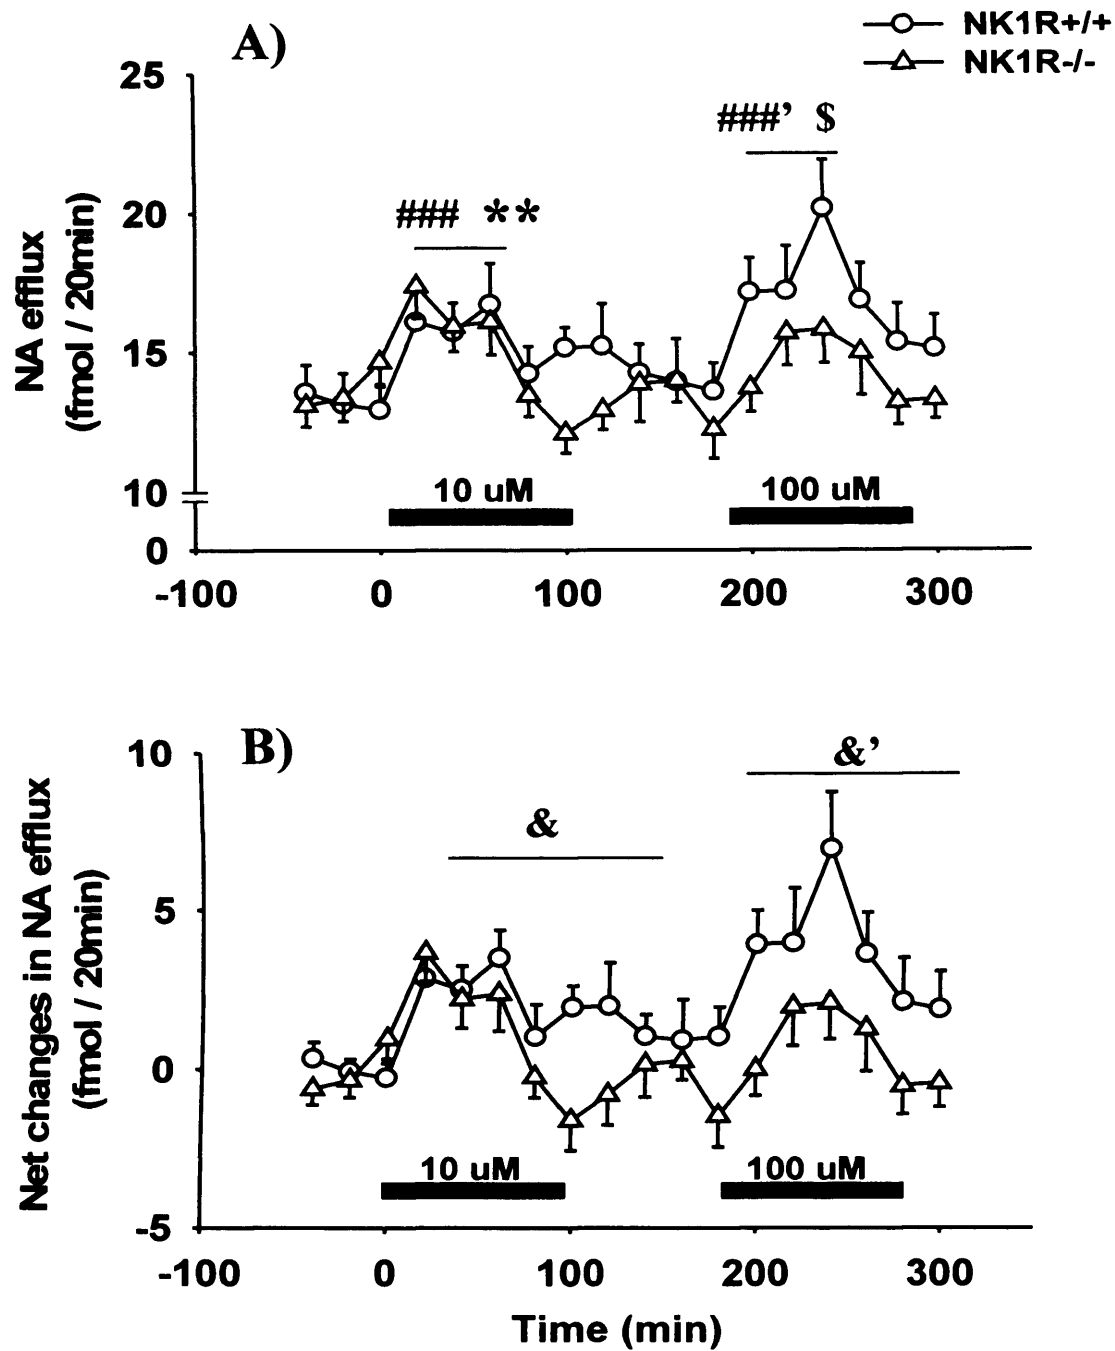 NK1R+/+
NK1R-/-
A)
25
20
15
10
0
NA efflux
(fmol / 20min)
###' $
### **
10 uM
100 uM
-100 0 100 200 300
B)
10
5
0
-5
Net changes in NA efflux
(fmol / 20min)
&
&'
10 uM
100 uM
-100 0 100 200 300
Time (min)